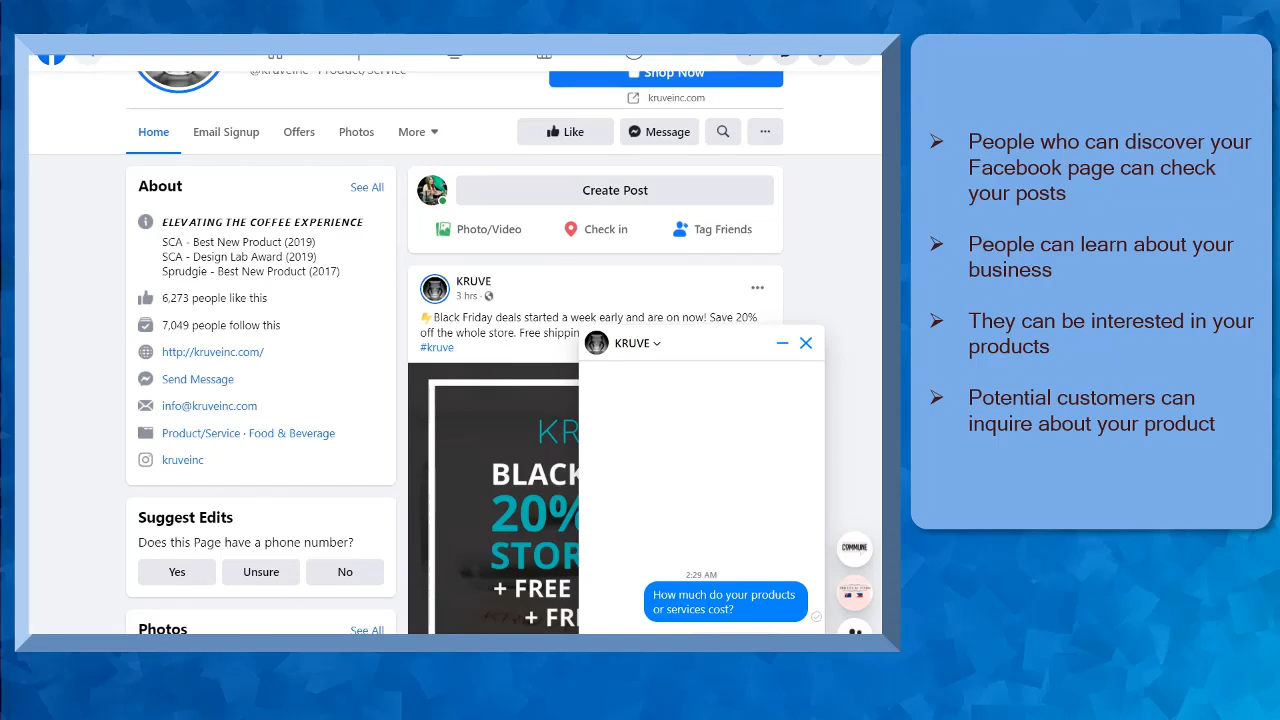 @kruveinc · Product/Service
Shop Now
kruveinc.com
Home
Email Signup
Offers
Photos
More
Like
Message
About
See All
ELEVATING THE COFFEE EXPERIENCE
SCA - Best New Product (2019)
SCA - Design Lab Award (2019)
Sprudgie - Best New Product (2017)
6,273 people like this
7,049 people follow this
http://kruveinc.com/
Send Message
info@kruveinc.com
Product/Service · Food & Beverage
kruveinc
Suggest Edits
Does this Page have a phone number?
Yes
Unsure
No
Photos
See All
Create Post
Photo/Video
Check in
Tag Friends
KRUVE
3 hrs ·
Black Friday deals started a week early and are on now! Save 20%
off the whole store. Free shippin
#kruve
KR
BLACK
20%
STOR
+ FREE
+ FR
KRUVE
2:29 AM
How much do your products
or services cost?
COMMUNE
People who can discover your
Facebook page can check
your posts
People can learn about your
business
They can be interested in your
products
Potential customers can
inquire about your product